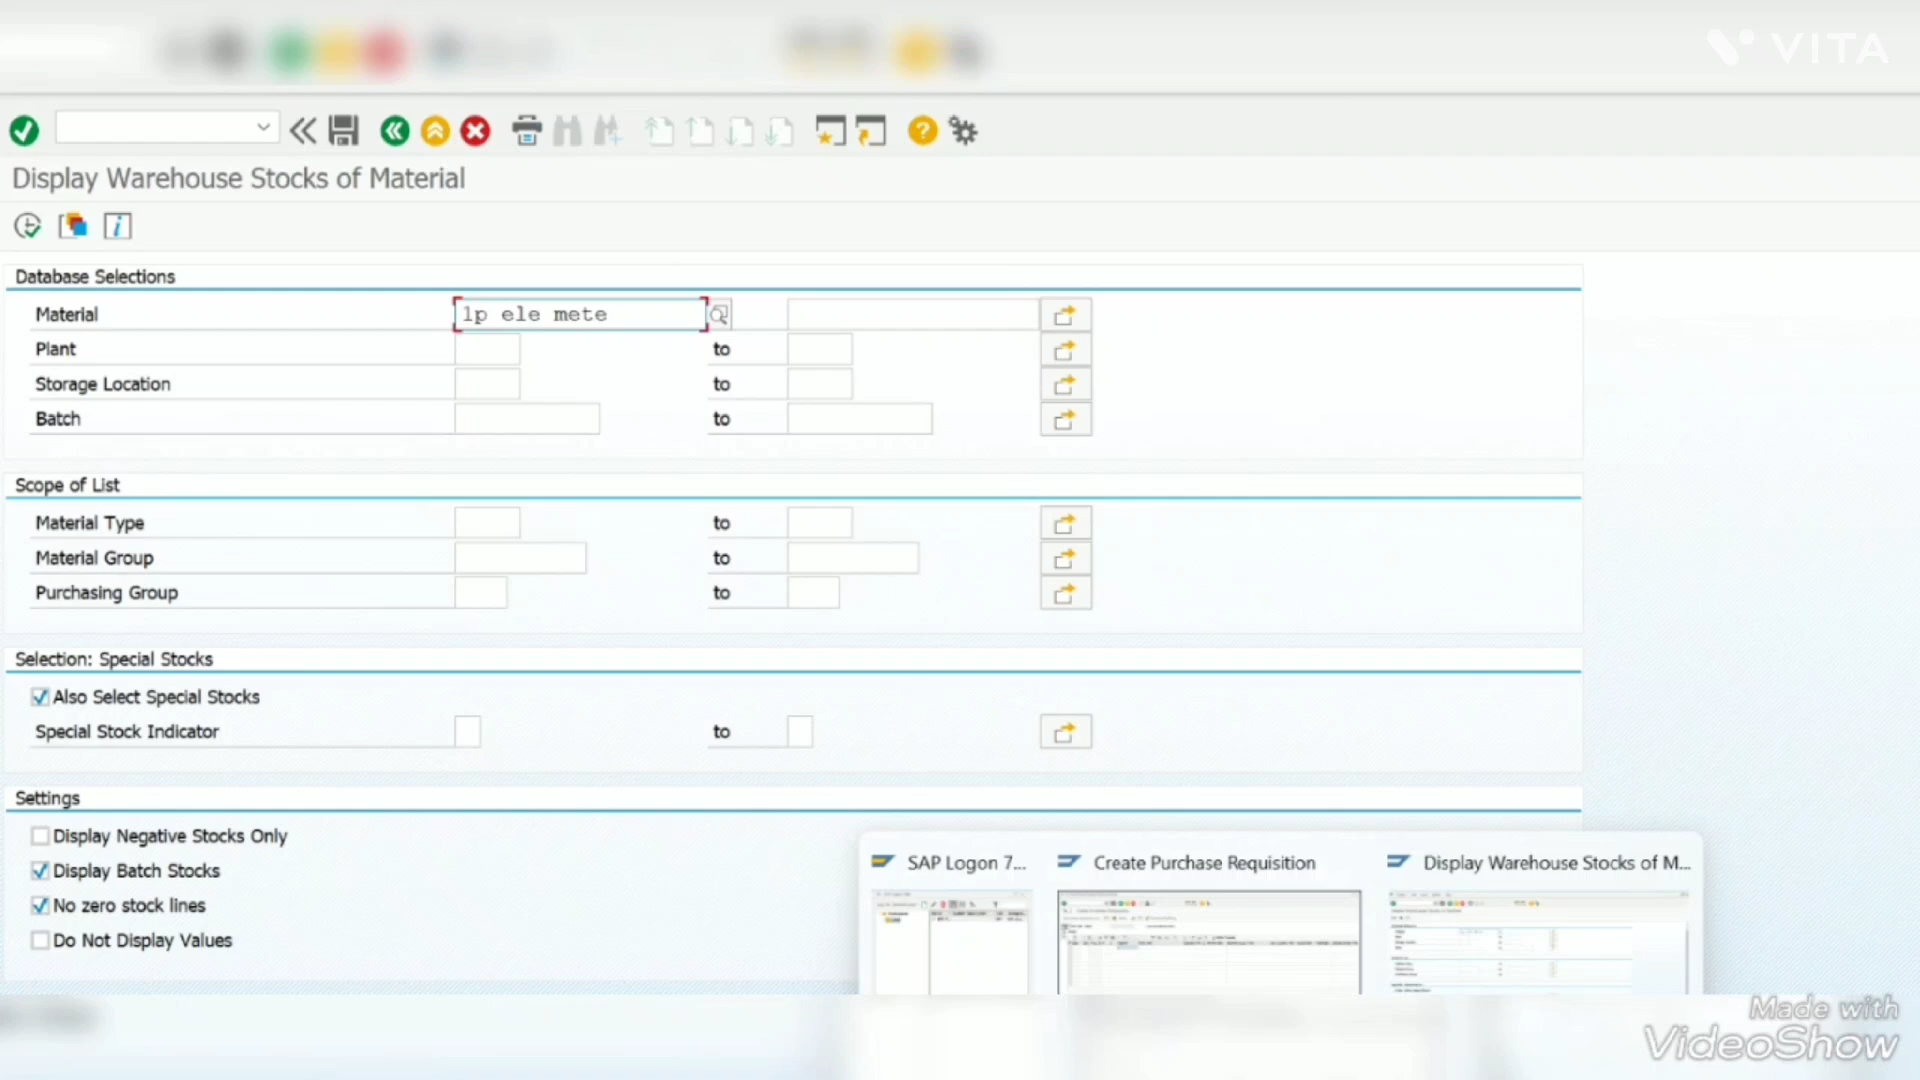 VITA
Display Warehouse Stocks of Material
Database Selections
Material lp ele mete
Plant to
Storage Location to
Batch to
Scope of List
Material Type to
Material Group to
Purchasing Group to
Selection: Special Stocks
Also Select Special Stocks
Special Stock Indicator to
Settings
Display Negative Stocks Only
Display Batch Stocks
No zero stock lines
Do Not Display Values
SAP Logon 7... Create Purchase Requisition Display Warehouse Stocks of M...
Made with
VideoShow